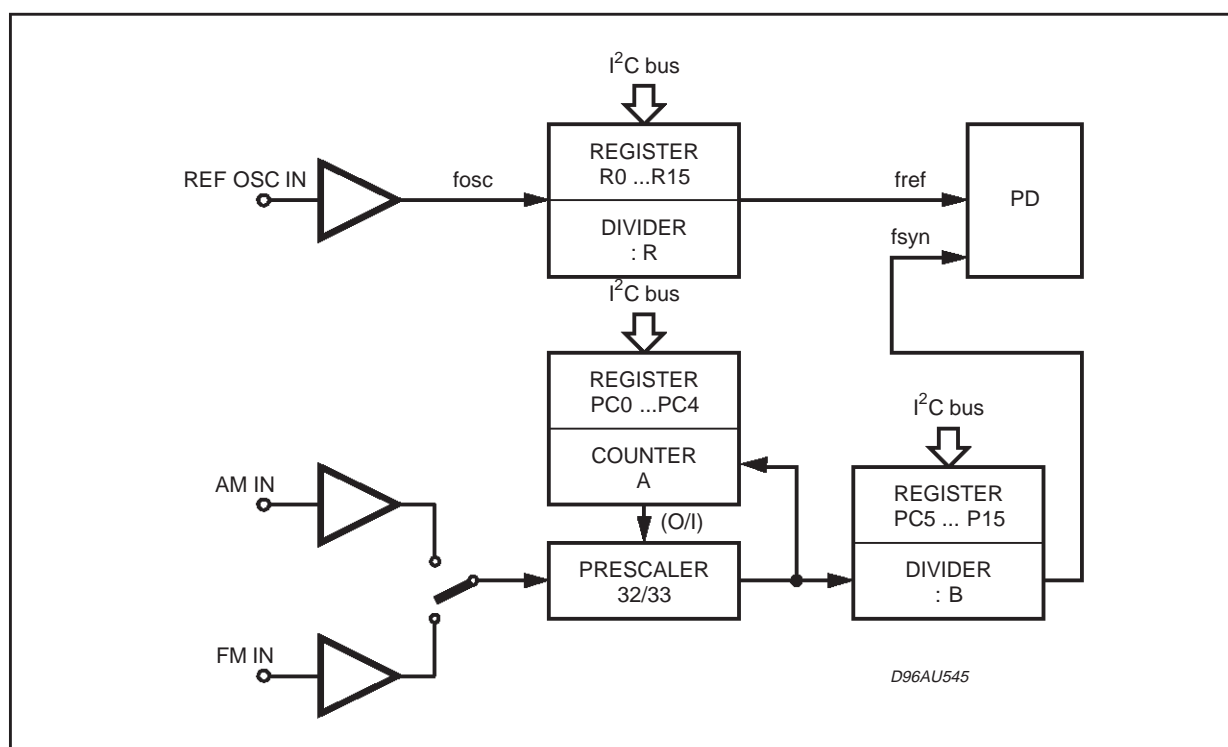 I²C bus
REGISTER
R0 ...R15
DIVIDER
: R
REF OSC IN
fosc
fref
fsyn
PD
I²C bus
REGISTER
PC0 ...PC4
COUNTER
A
(O/I)
AM IN
FM IN
PRESCALER
32/33
I²C bus
REGISTER
PC5 ... P15
DIVIDER
: B
D96AU545